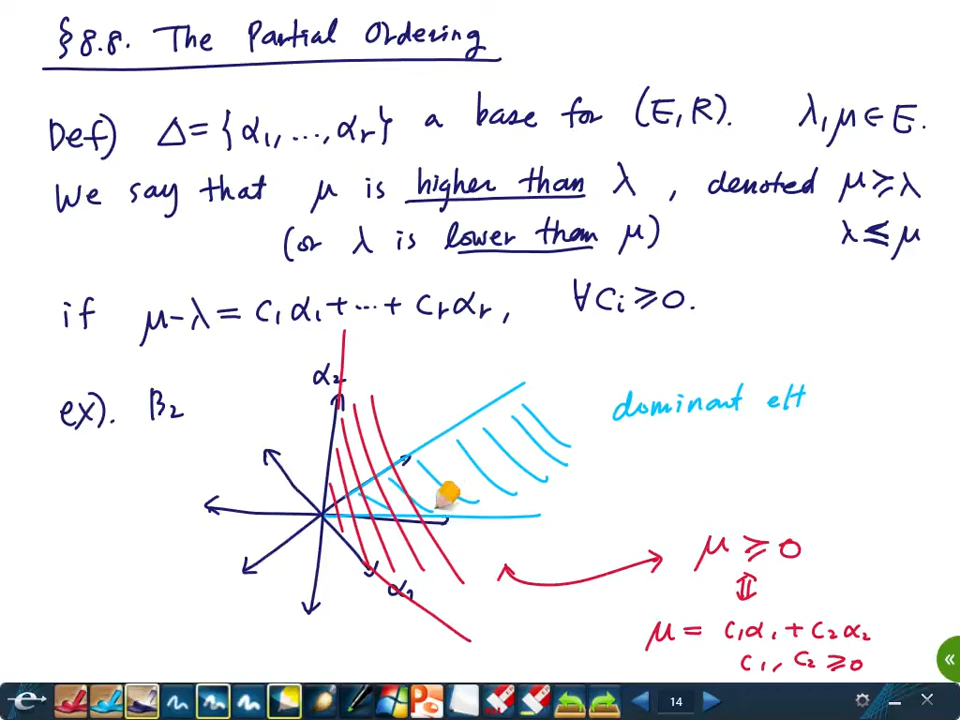 §8.8. The Partial Ordering
Def) Δ = {α₁, ..., αᵣ} a base for (E, R). λ, μ ∈ E.
We say that μ is higher than λ, denoted μ ≽ λ
(or λ is lower than μ) λ ≼ μ
if μ - λ = c₁α₁ + ... + cᵣαᵣ, ∀ cᵢ ≥ 0.
α₂
ex). B₂
dominant elt
μ ≽ 0
⇕
α₁
μ = c₁α₁ + c₂α₂
c₁, c₂ ≥ 0
14